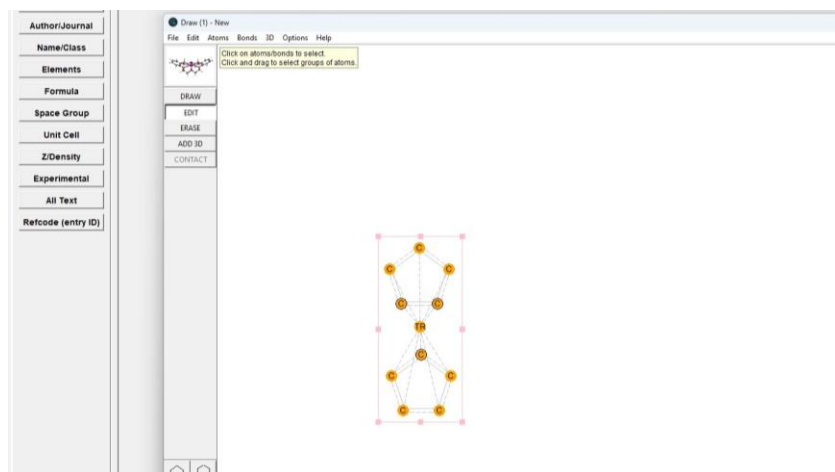 Author/Journal
Name/Class
Elements
Formula
Space Group
Unit Cell
Z/Density
Experimental
All Text
Refcode (entry ID)
Draw (1) - New
File Edit Atoms Bonds 3D Options Help
Click on atoms/bonds to select.
Click and drag to select groups of atoms.
DRAW
EDIT
ERASE
ADD 3D
CONTACT
C
C C
C C
TR
C
C C
C C